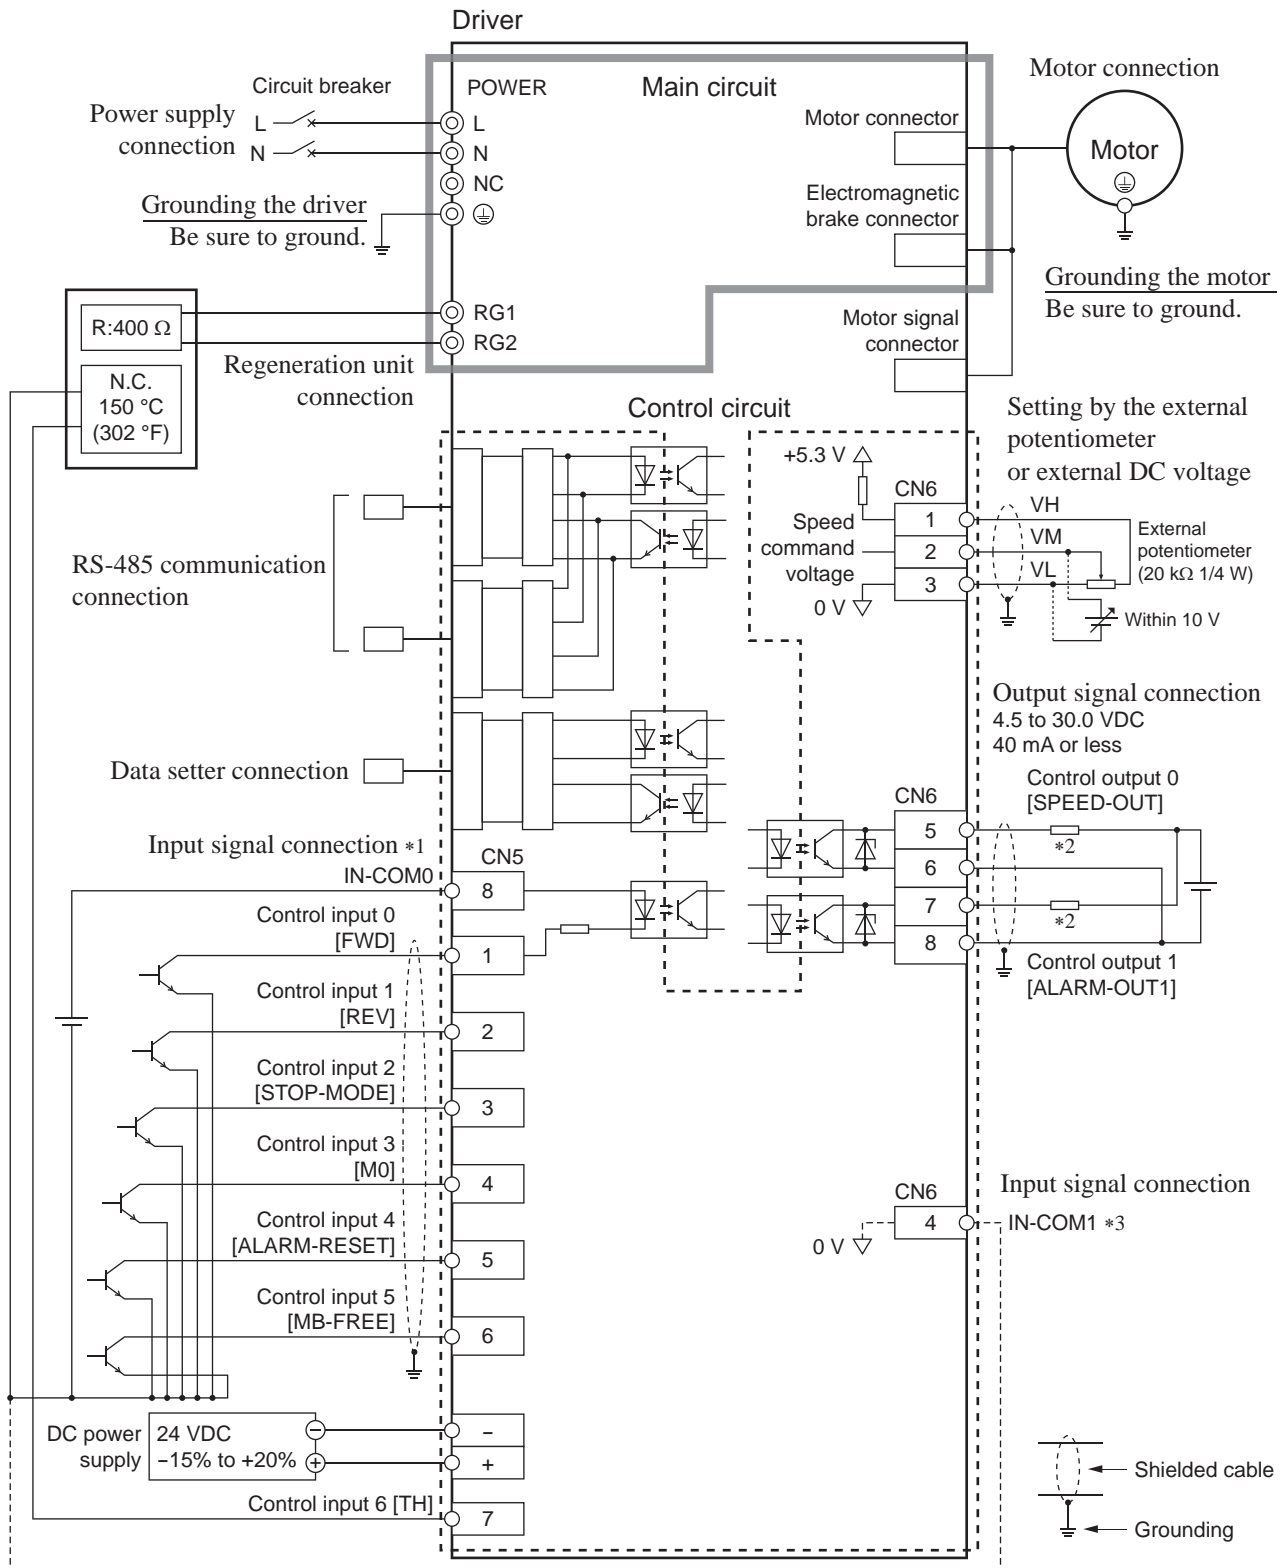 Driver
Circuit breaker
POWER
Main circuit
Motor connection
Power supply
connection
L
N
L
N
NC
Motor connector
Motor
Electromagnetic
brake connector
Grounding the driver
Be sure to ground.
Grounding the motor
Be sure to ground.
R:400 Ω
RG1
RG2
Motor signal
connector
Regeneration unit
connection
N.C.
150 °C
(302 °F)
Control circuit
Setting by the external
potentiometer
or external DC voltage
+5.3 V
CN6
Speed
command
voltage
0 V
1
2
3
VH
VM
VL
External
potentiometer
(20 kΩ 1/4 W)
Within 10 V
RS-485 communication
connection
Output signal connection
4.5 to 30.0 VDC
40 mA or less
Data setter connection
Control output 0
[SPEED-OUT]
CN6
5
6
7
8
*2
*2
Control output 1
[ALARM-OUT1]
Input signal connection *1
CN5
IN-COM0
8
Control input 0
[FWD]
1
Control input 1
[REV]
2
Control input 2
[STOP-MODE]
3
Control input 3
[M0]
4
Control input 4
[ALARM-RESET]
5
Control input 5
[MB-FREE]
6
CN6
Input signal connection
4
IN-COM1 *3
0 V
DC power
supply
24 VDC
−15% to +20%
−
+
−
+
Control input 6 [TH]
7
Shielded cable
Grounding